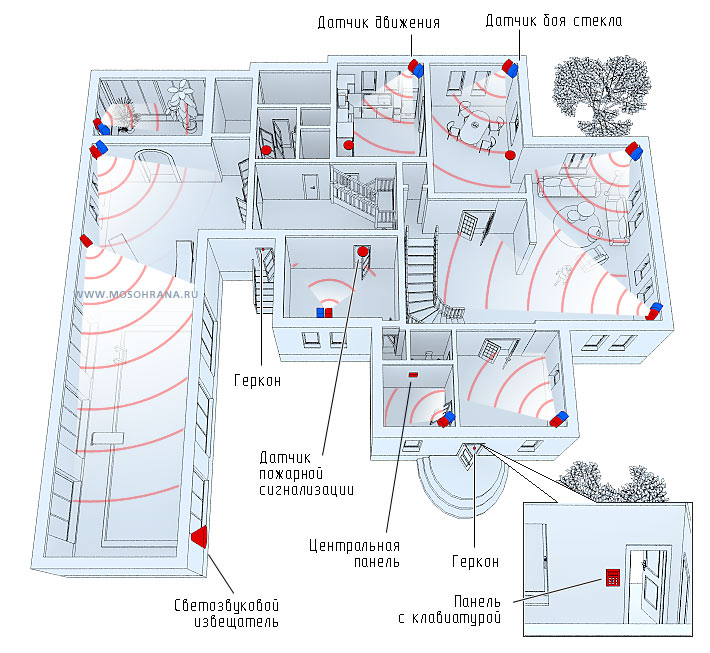 Датчик движения
Датчик боя стекла
WWW.MOSOHRANA.RU
Геркон
Датчик
пожарной
сигнализации
Центральная
панель
Геркон
Светозвуковой
извещатель
Панель
с клавиатурой